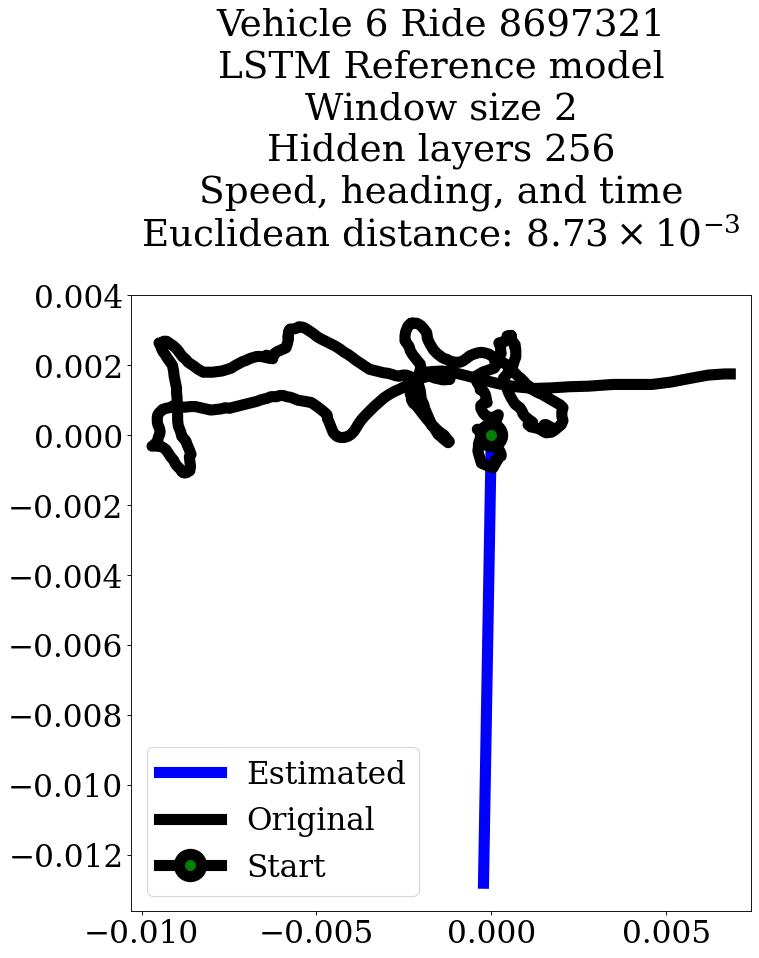 Vehicle 6 Ride 8697321
LSTM Reference model
Window size 2
Hidden layers 256
Speed, heading, and time
Euclidean distance: 8.73 × 10⁻³
0.004
0.002
0.000
−0.002
−0.004
−0.006
−0.008
−0.010
−0.012
Estimated
Original
Start
−0.010 −0.005 0.000 0.005